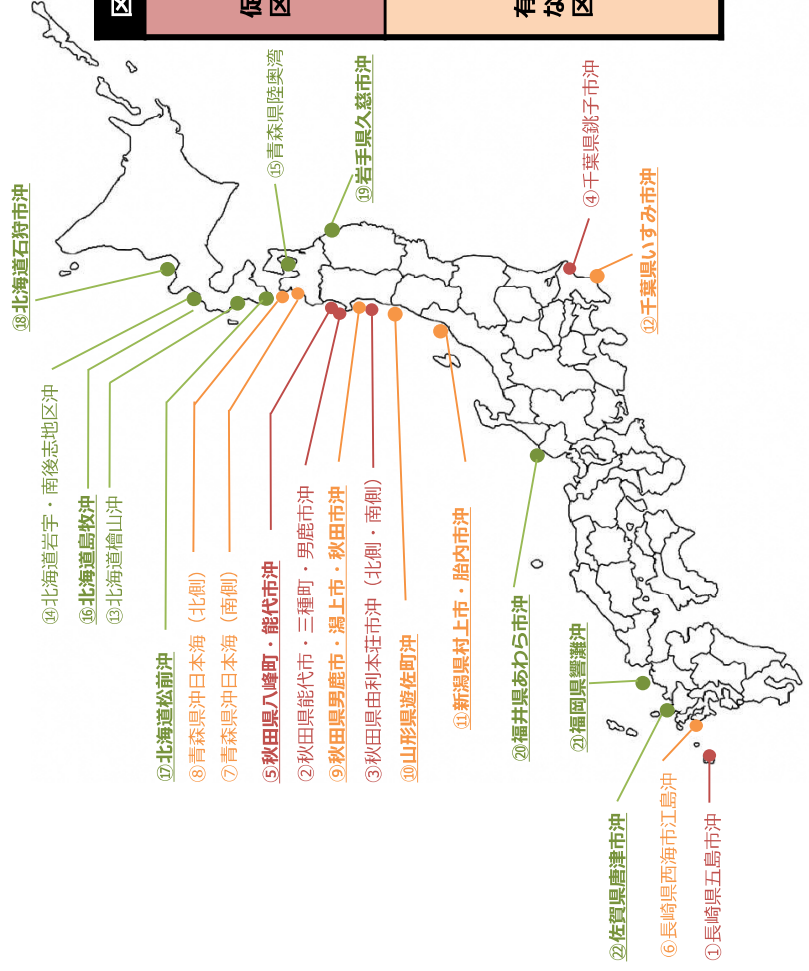 ⑱北海道石狩市沖
⑭北海道岩宇・南後志地区沖
⑯北海道島牧沖
⑬北海道檜山沖
⑰北海道松前沖
⑧青森県沖日本海（北側）
⑦青森県沖日本海（南側）
⑤秋田県八峰町・能代市沖
⑮青森県陸奥湾
②秋田県能代市・三種町・男鹿市沖
⑨秋田県男鹿市・潟上市・秋田市沖
⑲岩手県久慈市沖
③秋田県由利本荘市沖（北側・南側）
⑩山形県遊佐町沖
⑪新潟県村上市・胎内市沖
⑳福井県あわら市沖
㉑福岡県響灘沖
④千葉県銚子市沖
㉒佐賀県唐津市沖
⑫千葉県いすみ市沖
⑥長崎県西海市江島沖
①長崎県五島市沖
区
促
区
有
な
区